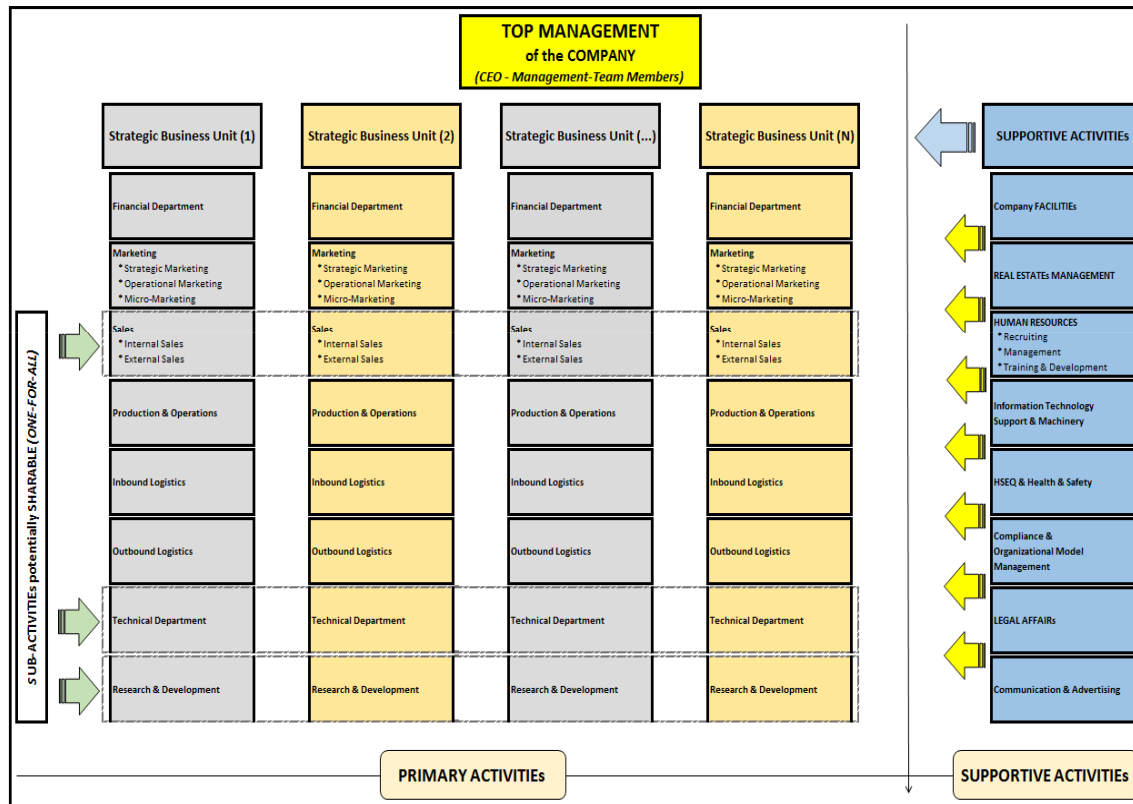 TOP MANAGEMENT
of the COMPANY
(CEO - Management-Team Members)
Strategic Business Unit (1)
Strategic Business Unit (2)
Strategic Business Unit (...)
Strategic Business Unit (N)
SUPPORTIVE ACTIVITIEs
Financial Department
Financial Department
Financial Department
Financial Department
Company FACILITIEs
Marketing
* Strategic Marketing
* Operational Marketing
* Micro-Marketing
Marketing
* Strategic Marketing
* Operational Marketing
* Micro-Marketing
Marketing
* Strategic Marketing
* Operational Marketing
* Micro-Marketing
Marketing
* Strategic Marketing
* Operational Marketing
* Micro-Marketing
REAL ESTATEs MANAGEMENT
SUB-ACTIVITIEs potentially SHARABLE (ONE-FOR-ALL)
Sales
* Internal Sales
* External Sales
Sales
* Internal Sales
* External Sales
Sales
* Internal Sales
* External Sales
Sales
* Internal Sales
* External Sales
HUMAN RESOURCES
* Recruiting
* Management
* Training & Development
Production & Operations
Production & Operations
Production & Operations
Production & Operations
Information Technology
Support & Machinery
Inbound Logistics
Inbound Logistics
Inbound Logistics
Inbound Logistics
HSEQ & Health & Safety
Outbound Logistics
Outbound Logistics
Outbound Logistics
Outbound Logistics
Compliance &
Organizational Model
Management
Technical Department
Technical Department
Technical Department
Technical Department
LEGAL AFFAIRs
Research & Development
Research & Development
Research & Development
Research & Development
Communication & Advertising
PRIMARY ACTIVITIEs
SUPPORTIVE ACTIVITIEs